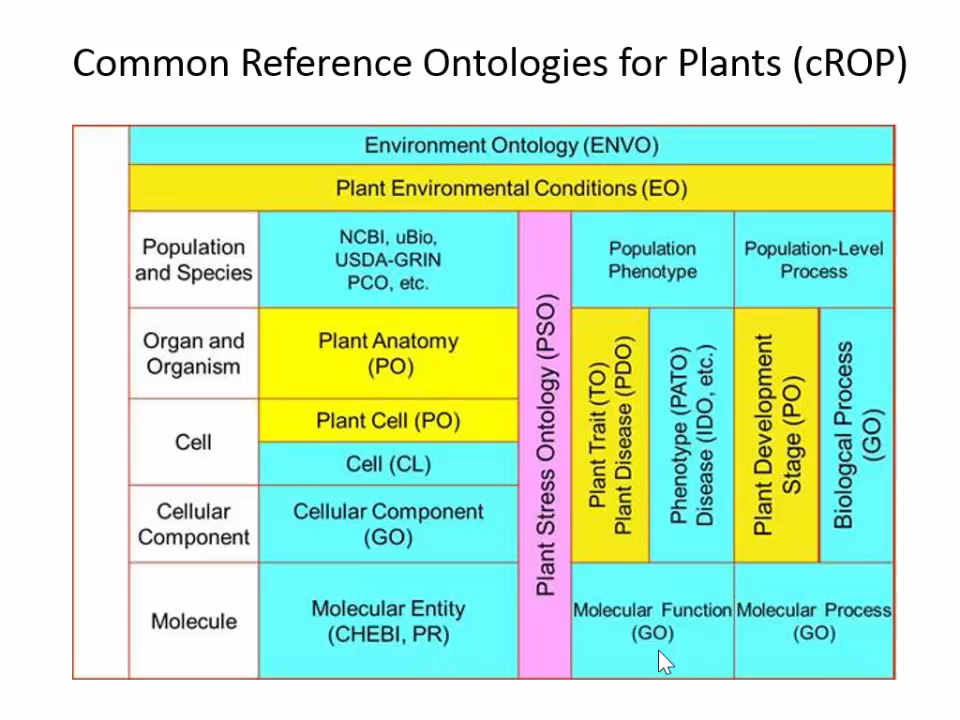 Common Reference Ontologies for Plants (cROP)
Environment Ontology (ENVO)
Plant Environmental Conditions (EO)
Population
and Species
NCBI, uBio,
USDA-GRIN
PCO, etc.
Plant Stress Ontology (PSO)
Population
Phenotype
Population-Level
Process
Organ and
Organism
Plant Anatomy
(PO)
Plant Trait (TO)
Plant Disease (PDO)
Phenotype (PATO)
Disease (IDO, etc.)
Plant Development
Stage (PO)
Biologcal Process
(GO)
Cell
Plant Cell (PO)
Cell (CL)
Cellular
Component
Cellular Component
(GO)
Molecule
Molecular Entity
(CHEBI, PR)
Molecular Function
(GO)
Molecular Process
(GO)